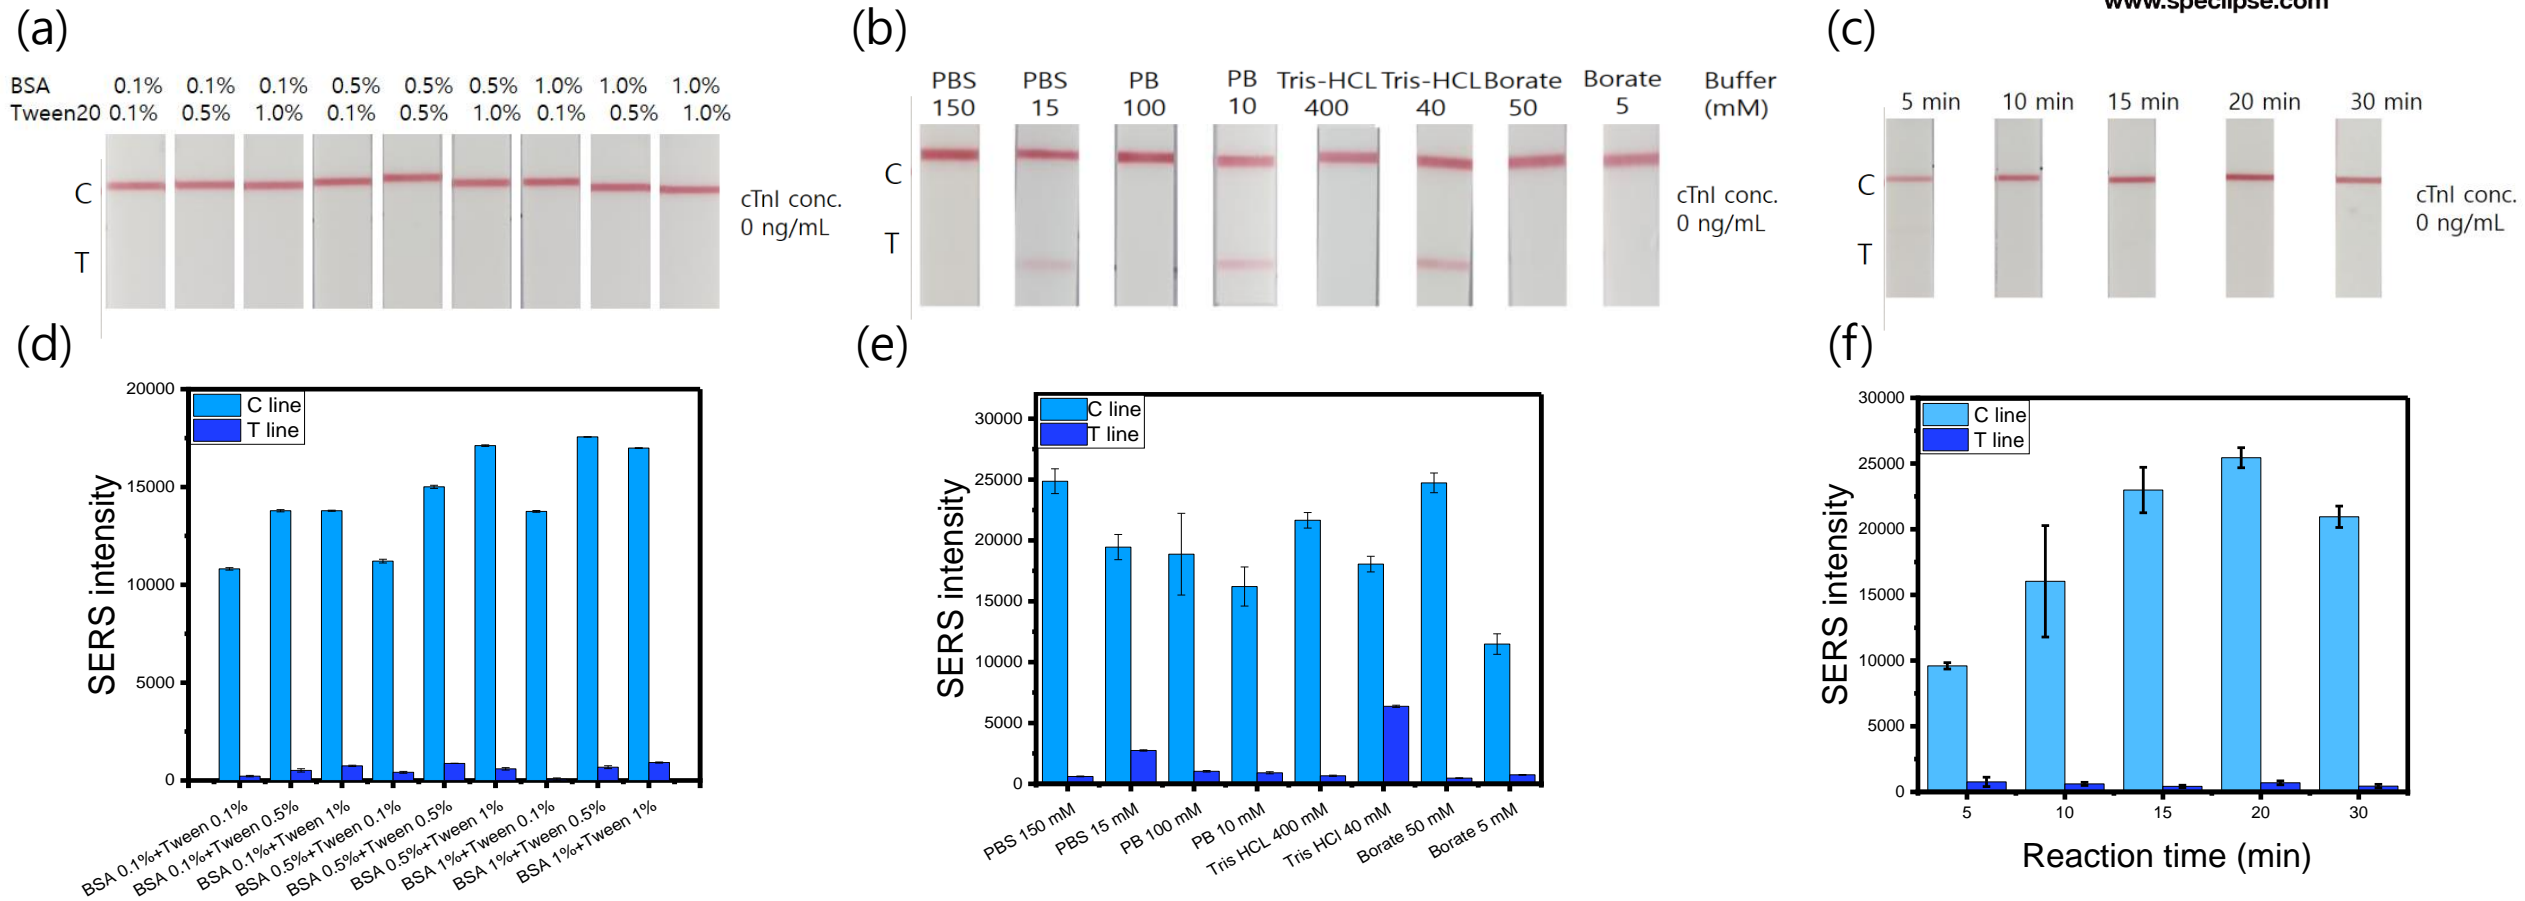 www.speclipse.com
(a)
BSA 0.1% 0.1% 0.1% 0.5% 0.5% 0.5% 1.0% 1.0% 1.0%
Tween20 0.1% 0.5% 1.0% 0.1% 0.5% 1.0% 0.1% 0.5% 1.0%
C
T
cTnI conc.
0 ng/mL
(b)
PBS PBS PB PB Tris-HCL Tris-HCL Borate Borate Buffer
150 15 100 10 400 40 50 5 (mM)
C
T
cTnI conc.
0 ng/mL
(c)
5 min 10 min 15 min 20 min 30 min
C
T
cTnI conc.
0 ng/mL
(d)
SERS intensity
20000
15000
10000
5000
0
C line
T line
BSA 0.1%+Tween 0.1%
BSA 0.1%+Tween 0.5%
BSA 0.1%+Tween 1%
BSA 0.5%+Tween 0.1%
BSA 0.5%+Tween 0.5%
BSA 0.5%+Tween 1%
BSA 1%+Tween 0.1%
BSA 1%+Tween 0.5%
BSA 1%+Tween 1%
(e)
SERS intensity
30000
25000
20000
15000
10000
5000
0
C line
T line
PBS 150 mM
PBS 15 mM
PB 100 mM
PB 10 mM
Tris HCL 400 mM
Tris HCl 40 mM
Borate 50 mM
Borate 5 mM
(f)
SERS intensity
30000
25000
20000
15000
10000
5000
0
C line
T line
5 10 15 20 30
Reaction time (min)